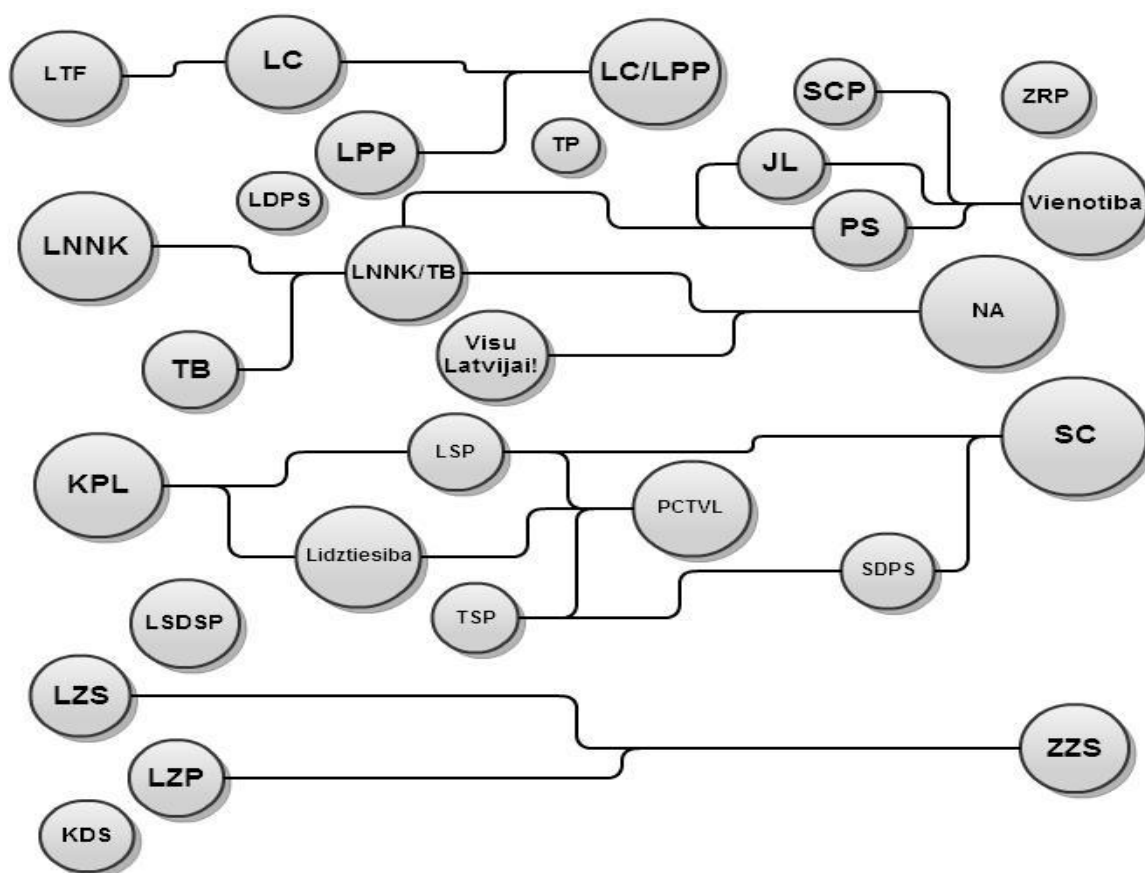 LTF
LC
LC/LPP
SCP
ZRP
LPP
TP
JL
LDPS
Vienotiba
LNNK
PS
LNNK/TB
NA
TB
Visu
Latvijai!
SC
KPL
LSP
PCTVL
Lidztiesiba
SDPS
TSP
LSDSP
LZS
ZZS
LZP
KDS